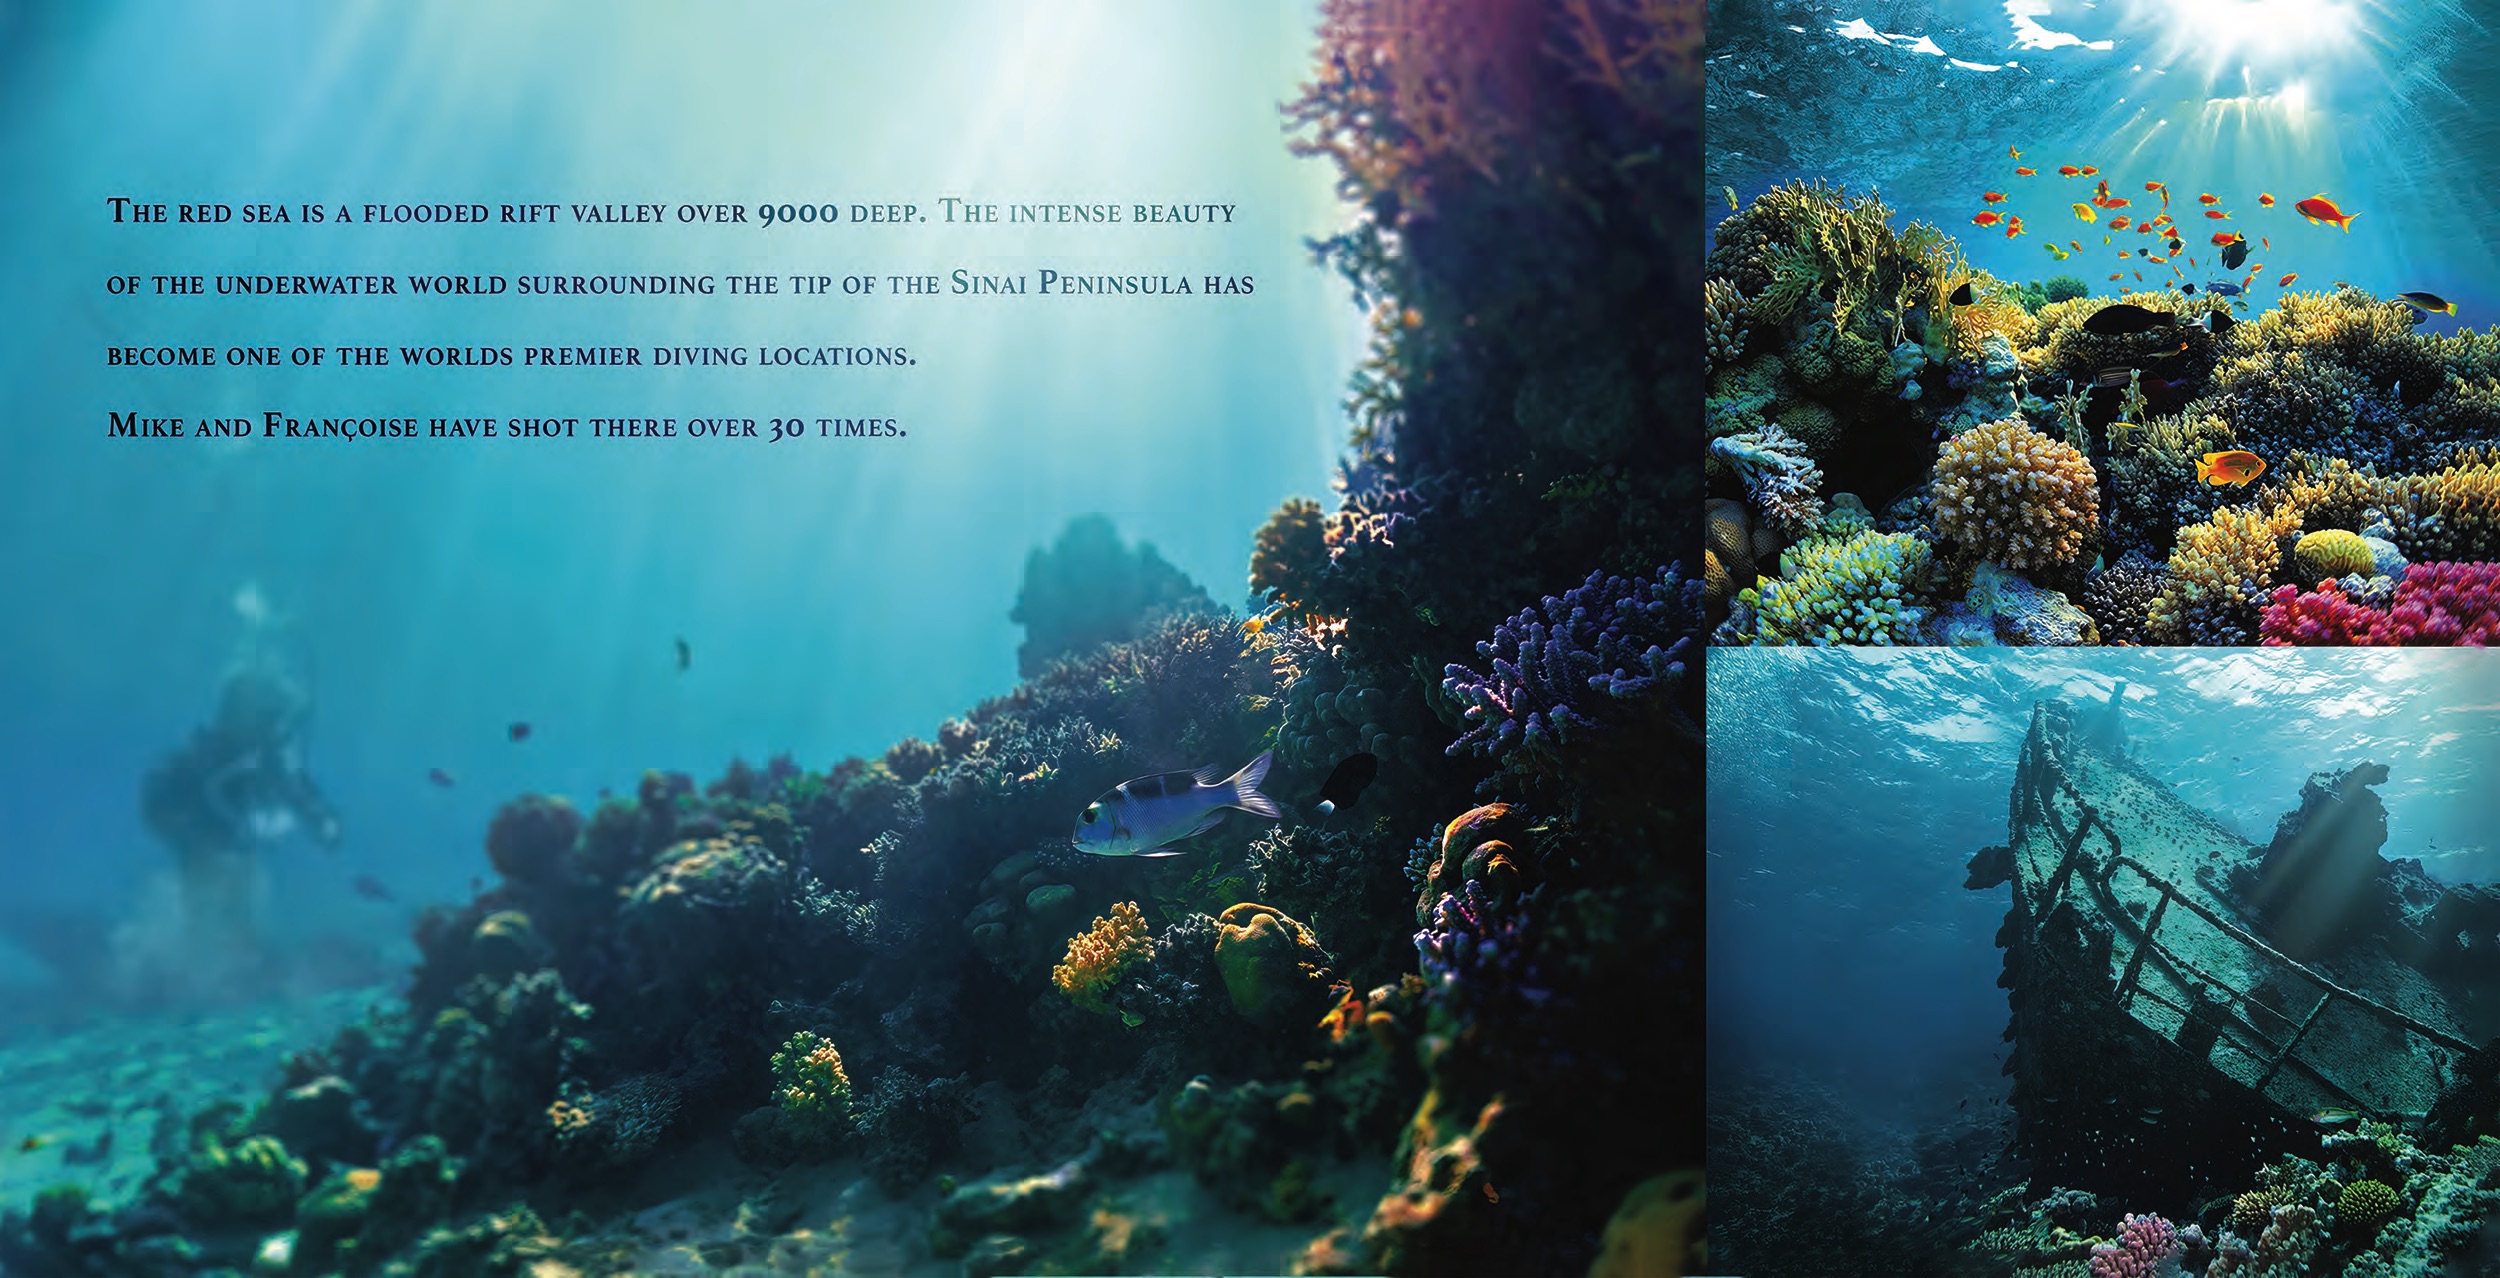 The red sea is a flooded rift valley over 9000 deep. The intense beauty
of the underwater world surrounding the tip of the Sinai Peninsula has
become one of the worlds premier diving locations.
Mike and Françoise have shot there over 30 times.